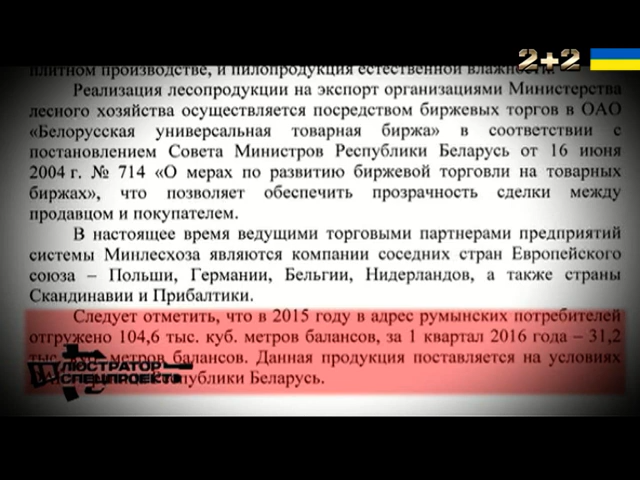 2+2
плитном производстве, и пилопродукция естественной влажности.
Реализация лесопродукции на экспорт организациями Министерства
лесного хозяйства осуществляется посредством биржевых торгов в ОАО
«Белорусская универсальная товарная биржа» в соответствии с
постановлением Совета Министров Республики Беларусь от 16 июня
2004 г. № 714 «О мерах по развитию биржевой торговли на товарных
биржах», что позволяет обеспечить прозрачность сделки между
продавцом и покупателем.
В настоящее время ведущими торговыми партнерами предприятий
системы Минлесхоза являются компании соседних стран Европейского
союза – Польши, Германии, Бельгии, Нидерландов, а также страны
Скандинавии и Прибалтики.
Следует отметить, что в 2015 году в адрес румынских потребителей
отгружено 104,6 тыс. куб. метров балансов, за 1 квартал 2016 года – 31,2
тыс. куб. метров балансов. Данная продукция поставляется на условиях
Республики Беларусь.
ЛЮСТРАТОР
СПЕЦПРОЕКТ